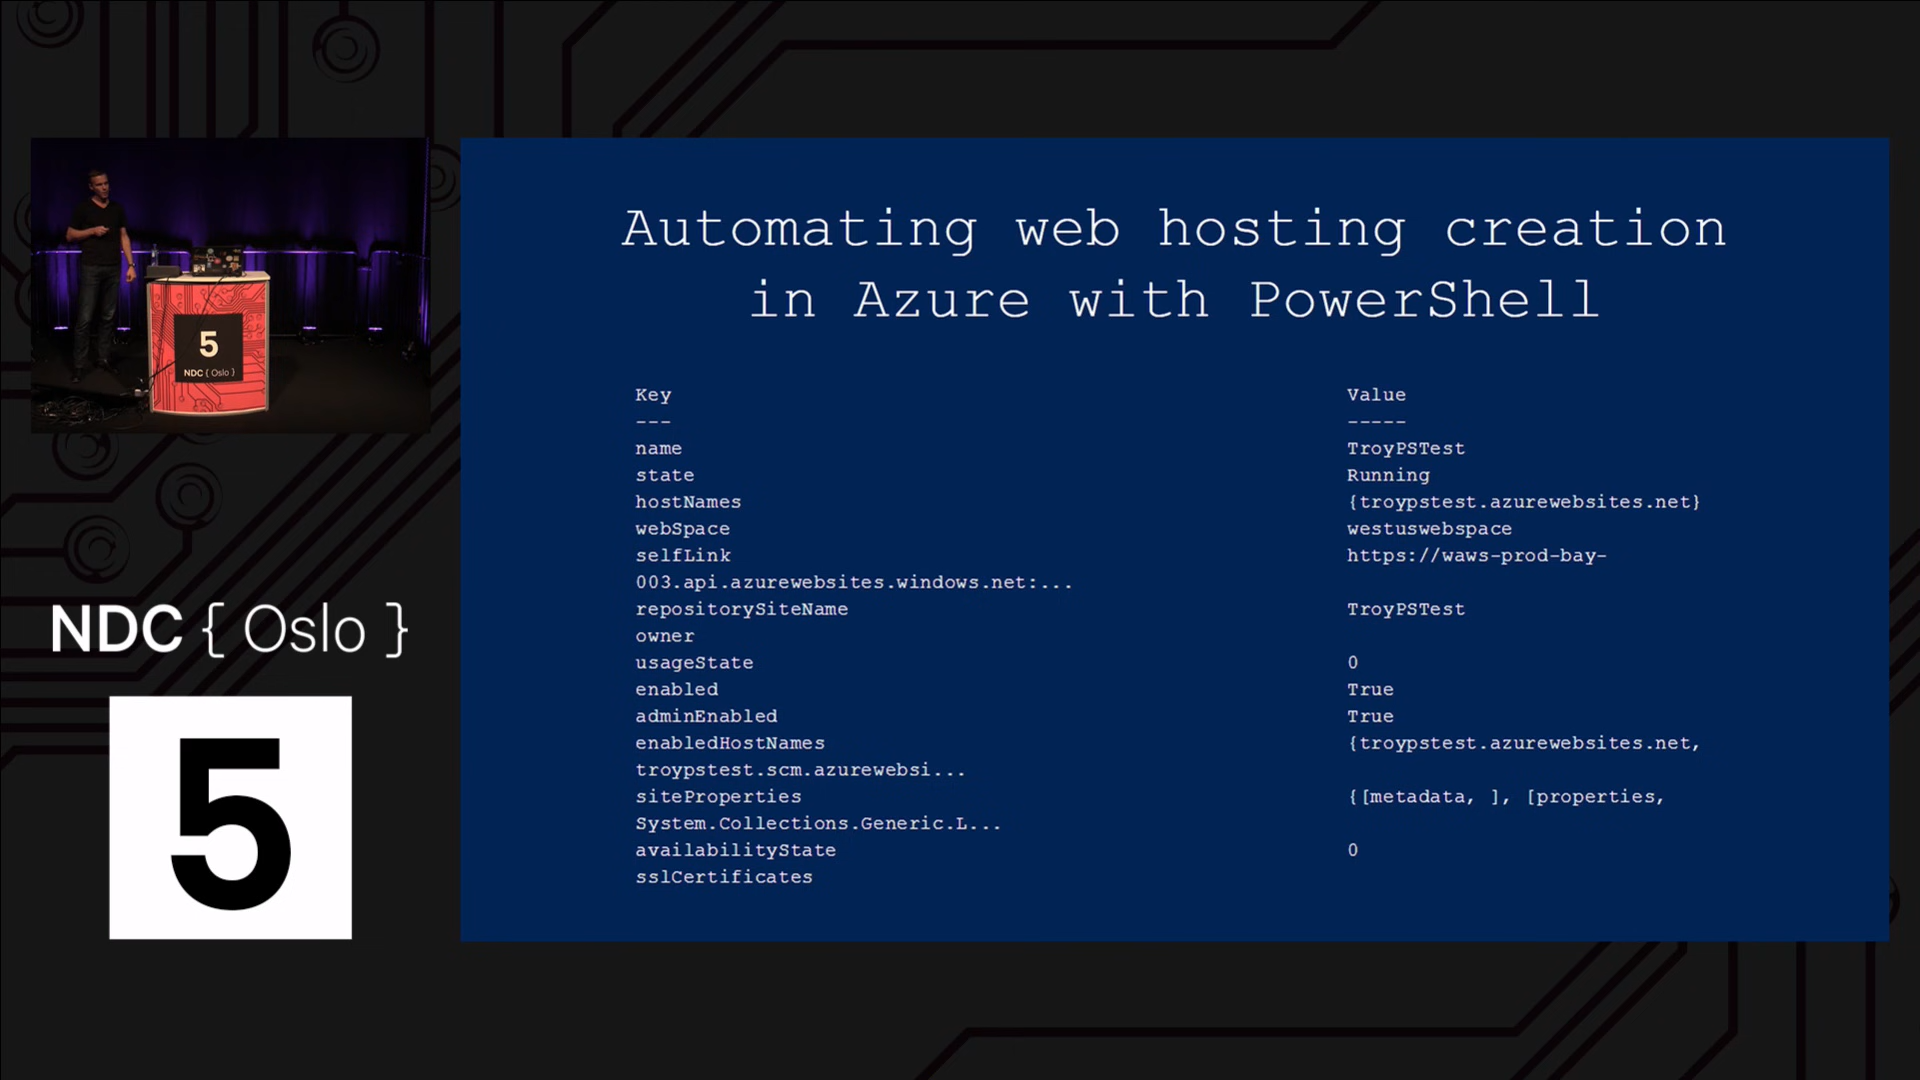 5
NDC { Oslo }
NDC { Oslo }
5
Automating web hosting creation
in Azure with PowerShell
Key Value
--- -----
name TroyPSTest
state Running
hostNames {troypstest.azurewebsites.net}
webSpace westuswebspace
selfLink https://waws-prod-bay-
003.api.azurewebsites.windows.net:...
repositorySiteName TroyPSTest
owner
usageState 0
enabled True
adminEnabled True
enabledHostNames {troypstest.azurewebsites.net,
troypstest.scm.azurewebsi...
siteProperties {[metadata, ], [properties,
System.Collections.Generic.L...
availabilityState 0
sslCertificates